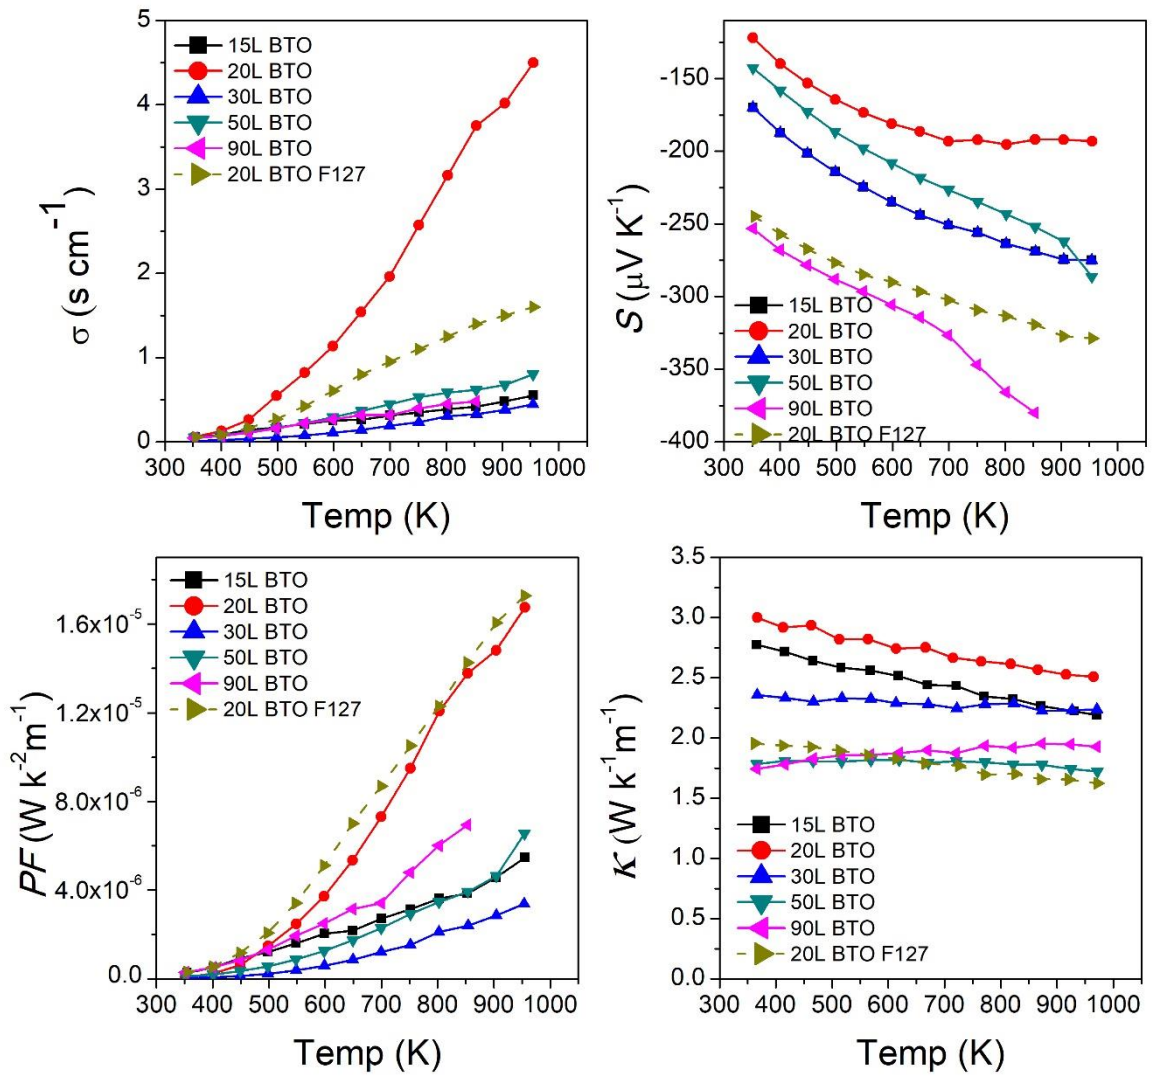 5
4
3
2
1
0
σ (s cm⁻¹)
15L BTO
20L BTO
30L BTO
50L BTO
90L BTO
20L BTO F127
300 400 500 600 700 800 900 1000
Temp (K)
-150
-200
-250
-300
-350
-400
S (μV K⁻¹)
15L BTO
20L BTO
30L BTO
50L BTO
90L BTO
20L BTO F127
300 400 500 600 700 800 900 1000
Temp (K)
1.6x10⁻⁵
1.2x10⁻⁵
8.0x10⁻⁶
4.0x10⁻⁶
0.0
PF (W k⁻²m⁻¹)
15L BTO
20L BTO
30L BTO
50L BTO
90L BTO
20L BTO F127
300 400 500 600 700 800 900 1000
Temp (K)
3.5
3.0
2.5
2.0
1.5
1.0
0.5
0.0
κ (W k⁻¹m⁻¹)
15L BTO
20L BTO
30L BTO
50L BTO
90L BTO
20L BTO F127
300 400 500 600 700 800 900 1000
Temp (K)